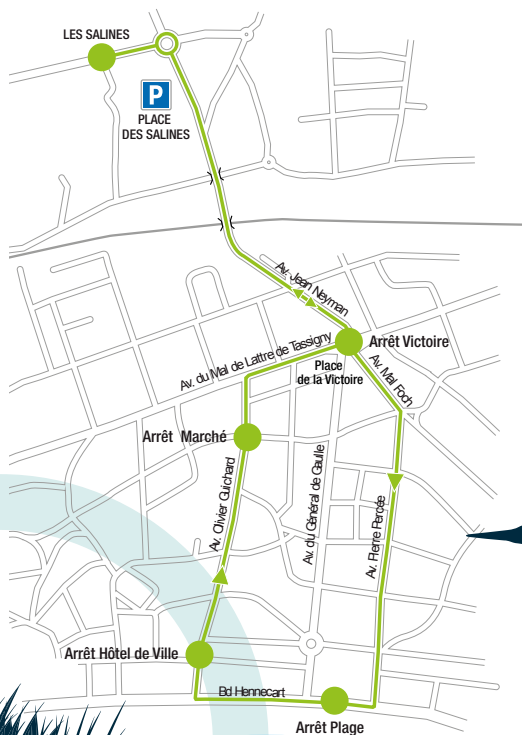 LES SALINES
P
PLACE
DES SALINES
Av. Jean Neyman
Arrêt Victoire
Av. du Mal de Lattre de Tassigny
Place
de la Victoire
Av. Mal Foch
Arrêt Marché
Av. Olivier Guichard
Av. du Général de Gaulle
Av. Pierre Percée
Arrêt Hôtel de Ville
Bd Hennecart
Arrêt Plage